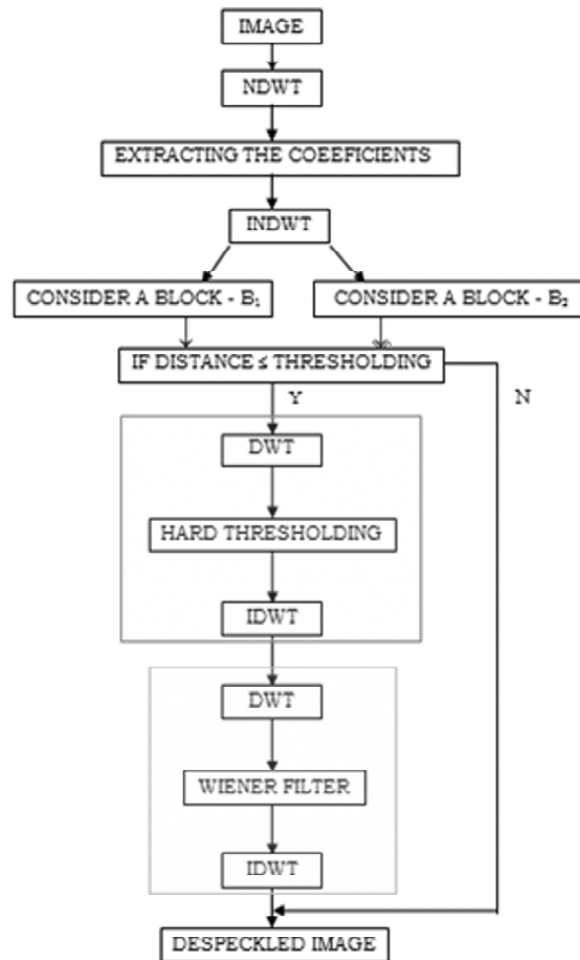 IMAGE
NDWT
EXTRACTING THE COEEFICIENTS
INDWT
CONSIDER A BLOCK - B₁
CONSIDER A BLOCK - B₂
IF DISTANCE ≤ THRESHOLDING
Y
N
DWT
HARD THRESHOLDING
IDWT
DWT
WIENER FILTER
IDWT
DESPECKLED IMAGE